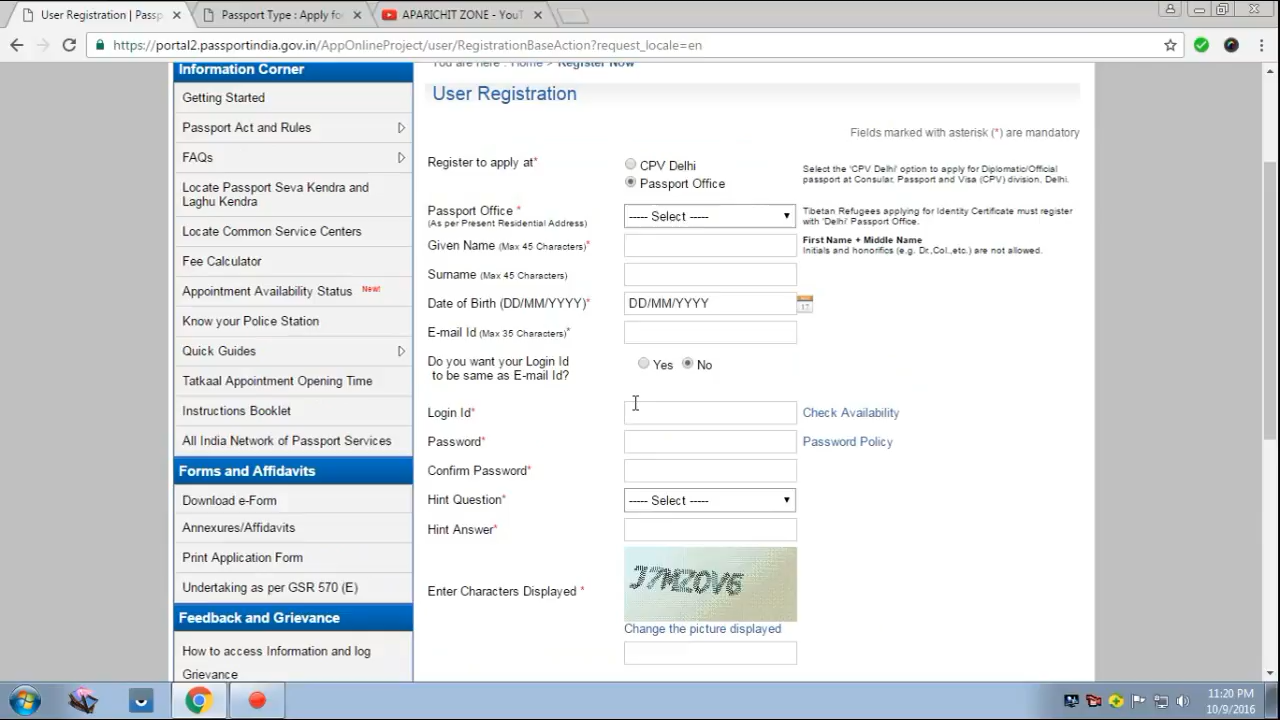 User Registration | Passp
Passport Type : Apply fo
APARICHIT ZONE - YouT
https://portal2.passportindia.gov.in/AppOnlineProject/user/RegistrationBaseAction?request_locale=en
Information Corner
Getting Started
Passport Act and Rules
FAQs
Locate Passport Seva Kendra and
Laghu Kendra
Locate Common Service Centers
Fee Calculator
Appointment Availability Status New!
Know your Police Station
Quick Guides
Tatkaal Appointment Opening Time
Instructions Booklet
All India Network of Passport Services
Forms and Affidavits
Download e-Form
Annexures/Affidavits
Print Application Form
Undertaking as per GSR 570 (E)
Feedback and Grievance
How to access Information and log
Grievance
You are here : Home > Register Now
User Registration
Fields marked with asterisk (*) are mandatory
Register to apply at*
CPV Delhi
Passport Office
Select the 'CPV Delhi' option to apply for Diplomatic/Official
passport at Consular, Passport and Visa (CPV) division, Delhi.
Passport Office *
(As per Present Residential Address)
----- Select -----
Tibetan Refugees applying for Identity Certificate must register
with 'Delhi' Passport Office.
Given Name (Max 45 Characters)*
First Name + Middle Name
Initials and honorifics (e.g. Dr.,Col.,etc.) are not allowed.
Surname (Max 45 Characters)
Date of Birth (DD/MM/YYYY)*
DD/MM/YYYY
17
E-mail Id (Max 35 Characters)*
Do you want your Login Id
to be same as E-mail Id?
Yes No
Login Id*
Check Availability
Password*
Password Policy
Confirm Password*
Hint Question*
----- Select -----
Hint Answer*
Enter Characters Displayed *
J7MZOV6
Change the picture displayed
11:20 PM
10/9/2016